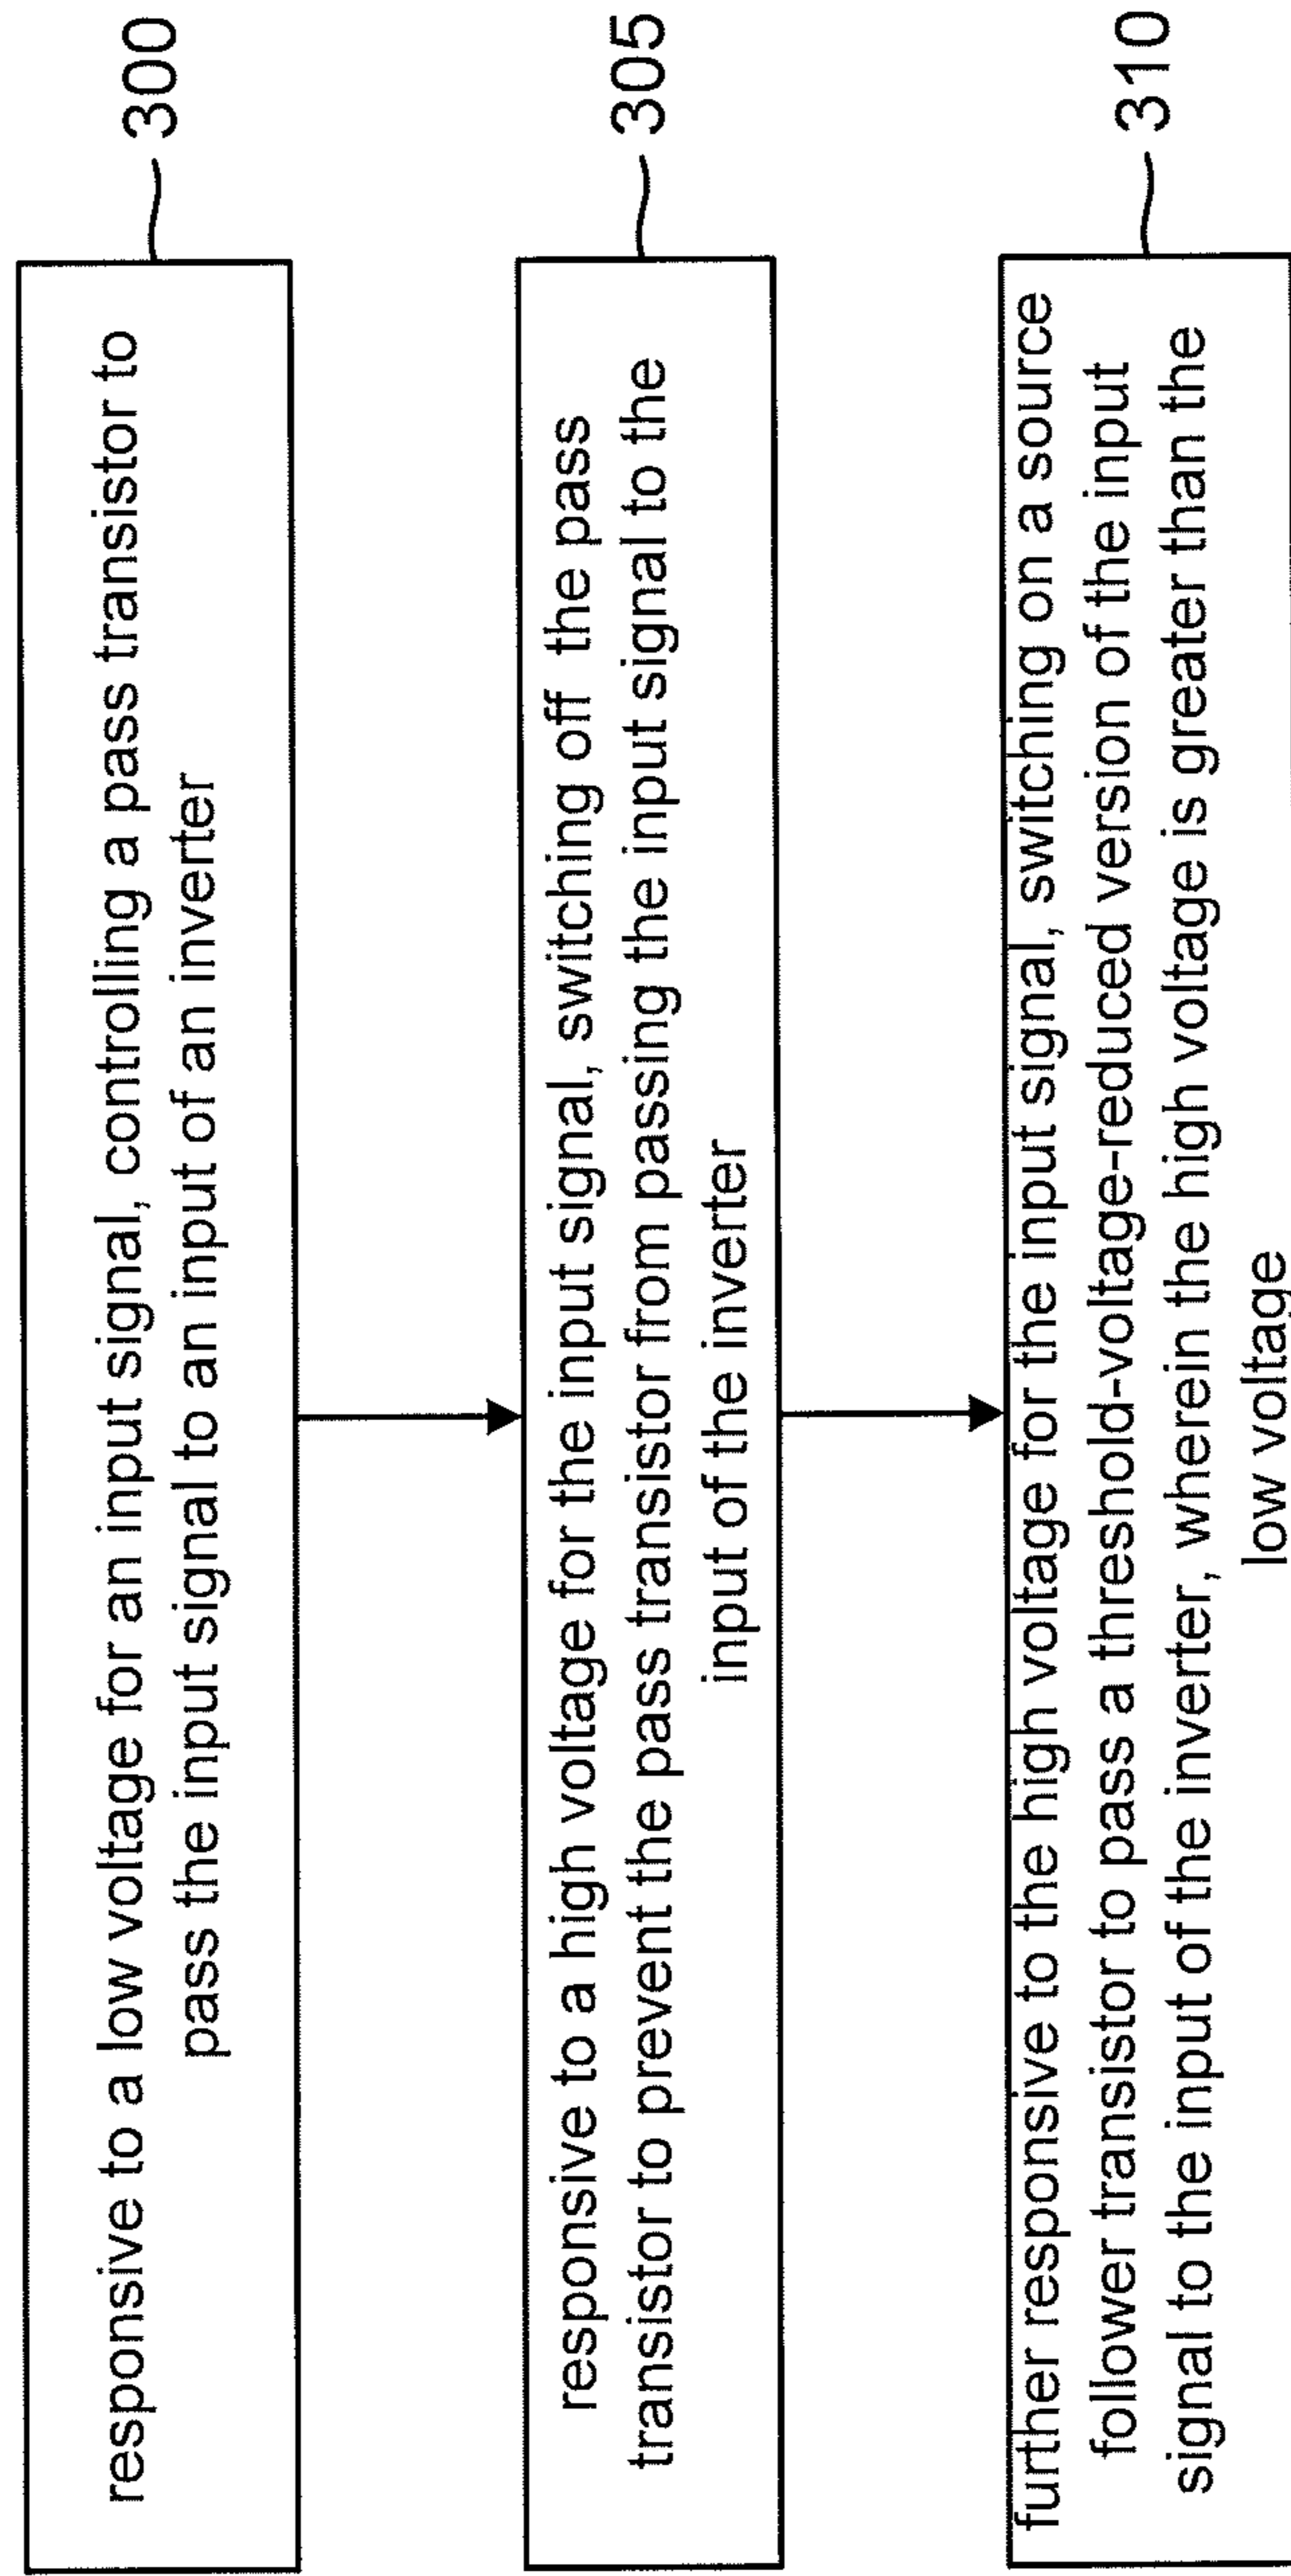 responsive to a low voltage for an input signal, controlling a pass transistor to
pass the input signal to an input of an inverter
300
responsive to a high voltage for the input signal, switching off the pass
transistor to prevent the pass transistor from passing the input signal to the
input of the inverter
305
further responsive to the high voltage for the input signal, switching on a source
follower transistor to pass a threshold-voltage-reduced version of the input
signal to the input of the inverter, wherein the high voltage is greater than the
low voltage
310